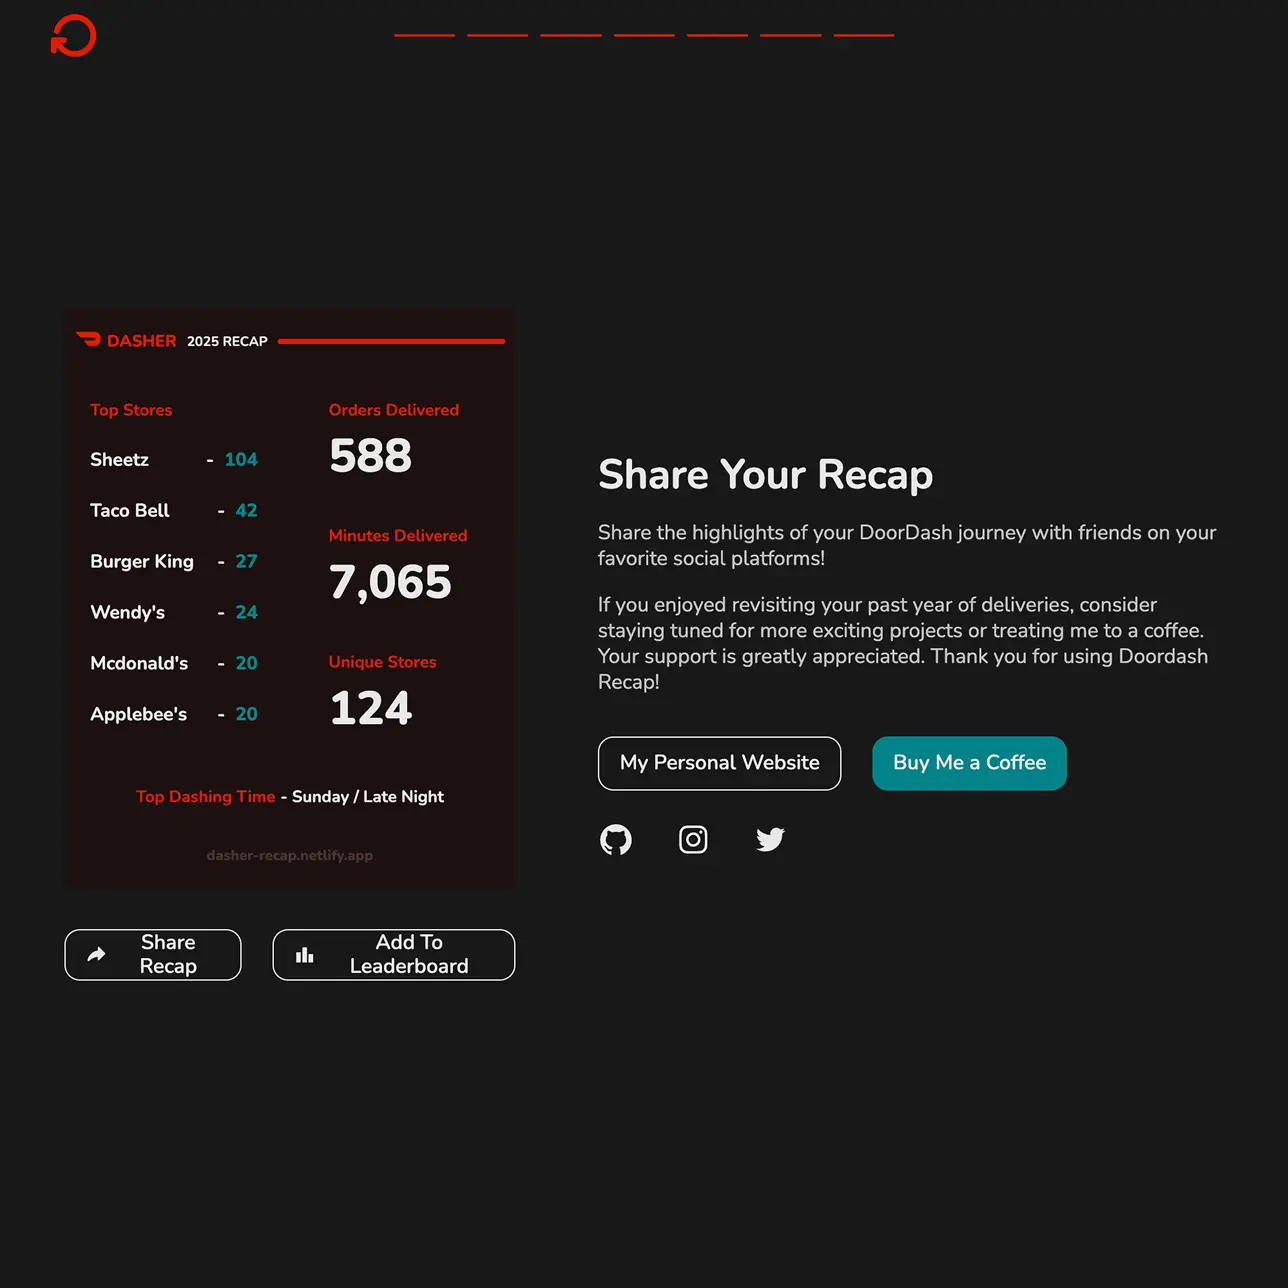 DASHER 2025 RECAP
Top Stores
Sheetz - 104
Taco Bell - 42
Burger King - 27
Wendy's - 24
Mcdonald's - 20
Applebee's - 20
Orders Delivered
588
Minutes Delivered
7,065
Unique Stores
124
Top Dashing Time - Sunday / Late Night
dasher-recap.netlify.app
Share
Recap
Add To
Leaderboard
Share Your Recap
Share the highlights of your DoorDash journey with friends on your
favorite social platforms!
If you enjoyed revisiting your past year of deliveries, consider
staying tuned for more exciting projects or treating me to a coffee.
Your support is greatly appreciated. Thank you for using Doordash
Recap!
My Personal Website
Buy Me a Coffee